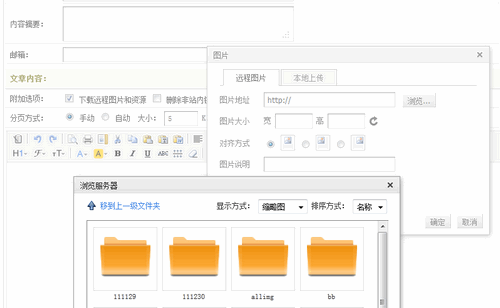 内容摘要:
邮箱:
图片
文章内容:
远程图片 本地上传
附加选项: 下载远程图片和资源 删除非本站内链
图片地址 http:// 浏览...
分页方式: 手动 自动 大小: 5 K
图片大小 宽 高
对齐方式
H1 F TT A A B I U ABC
图片说明
浏览服务器
移到上一级文件夹 显示方式: 缩略图 排序方式: 名称
确定 取消
111129 111230 allimg bb